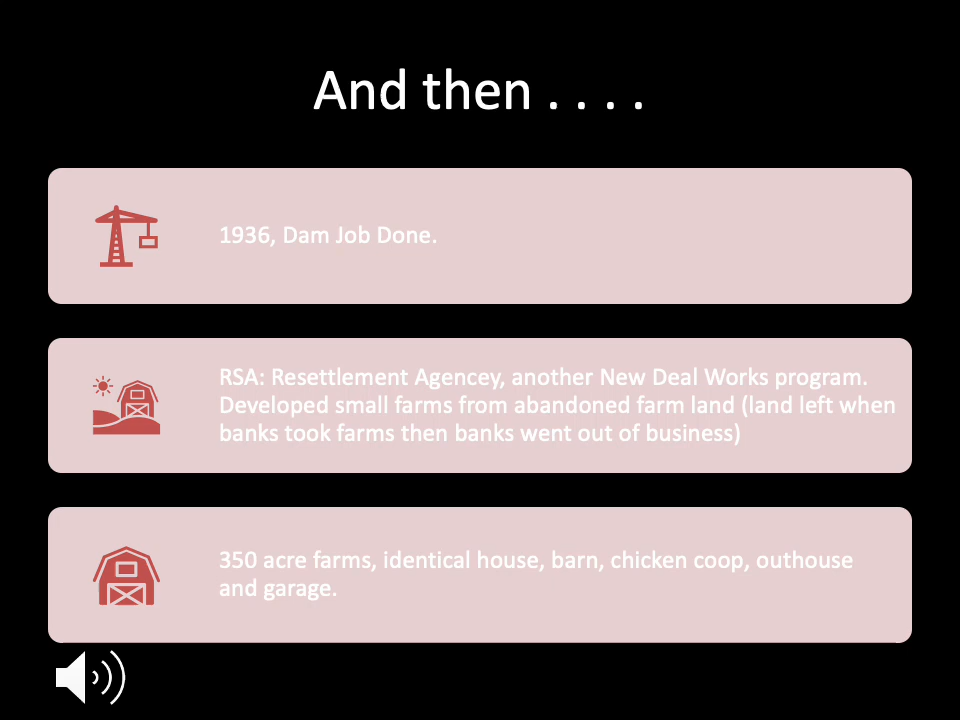 And then . . . .
1936, Dam Job Done.
RSA: Resettlement Agencey, another New Deal Works program.
Developed small farms from abandoned farm land (land left when
banks took farms then banks went out of business)
350 acre farms, identical house, barn, chicken coop, outhouse
and garage.